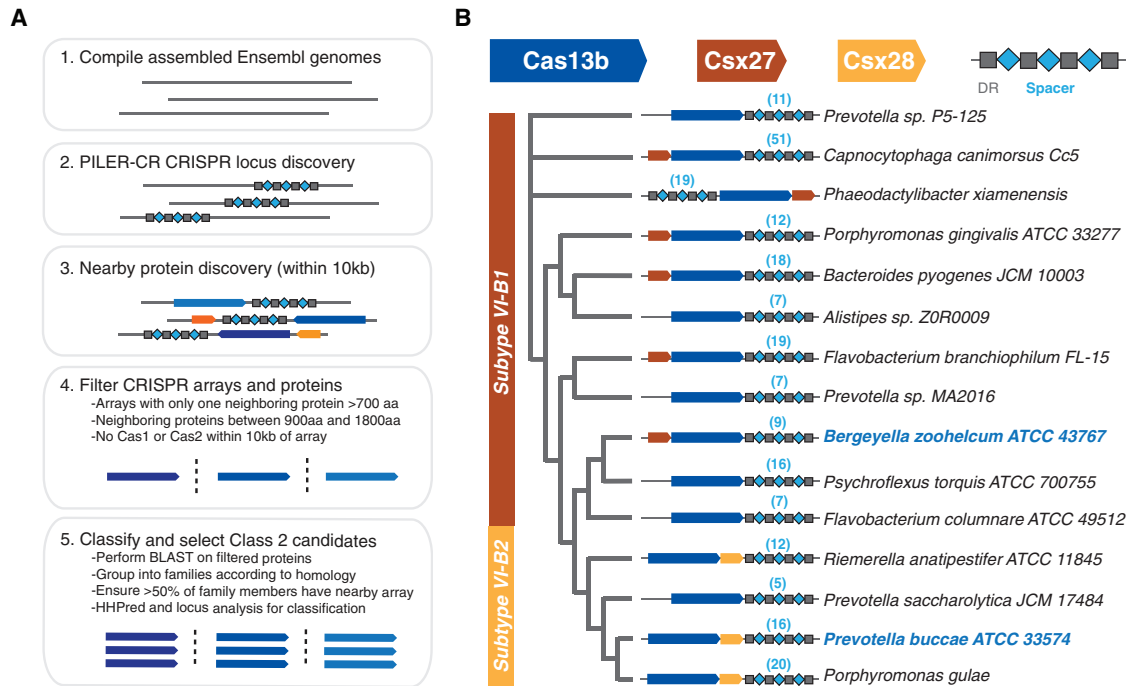 A
1. Compile assembled Ensembl genomes
2. PILER-CR CRISPR locus discovery
3. Nearby protein discovery (within 10kb)
4. Filter CRISPR arrays and proteins
-Arrays with only one neighboring protein >700 aa
-Neighboring proteins between 900aa and 1800aa
-No Cas1 or Cas2 within 10kb of array
5. Classify and select Class 2 candidates
-Perform BLAST on filtered proteins
-Group into families according to homology
-Ensure >50% of family members have nearby array
-HHPred and locus analysis for classification
B
Cas13b
Csx27
Csx28
DR
Spacer
Subype VI-B1
Subtype VI-B2
(11)
Prevotella sp. P5-125
(51)
Capnocytophaga canimorsus Cc5
(19)
Phaeodactylibacter xiamenensis
(12)
Porphyromonas gingivalis ATCC 33277
(18)
Bacteroides pyogenes JCM 10003
(7)
Alistipes sp. Z0R0009
(19)
Flavobacterium branchiophilum FL-15
(7)
Prevotella sp. MA2016
(9)
Bergeyella zoohelcum ATCC 43767
(16)
Psychroflexus torquis ATCC 700755
(7)
Flavobacterium columnare ATCC 49512
(12)
Riemerella anatipestifer ATCC 11845
(5)
Prevotella saccharolytica JCM 17484
(16)
Prevotella buccae ATCC 33574
(20)
Porphyromonas gulae